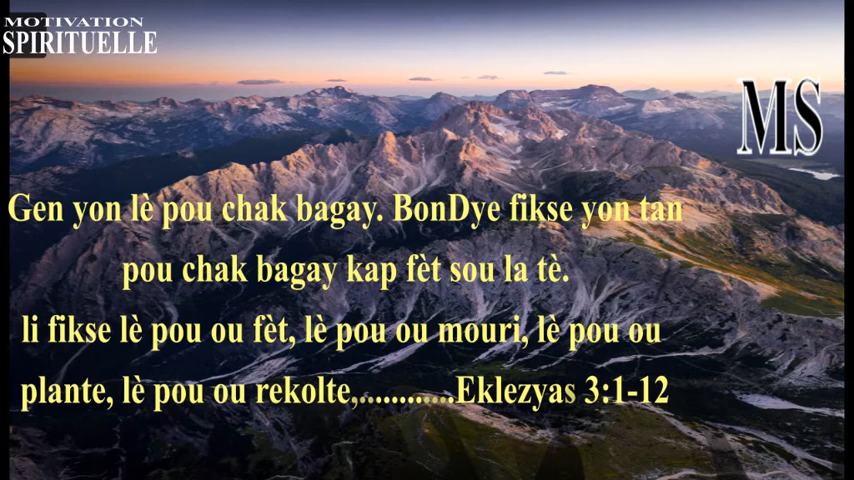 MOTIVATION
SPIRITUELLE
MS
Gen yon lè pou chak bagay. BonDye fikse yon tan
pou chak bagay kap fèt sou la tè.
li fikse lè pou ou fèt, lè pou ou mouri, lè pou ou
plante, lè pou ou rekolte,............Eklezyas 3:1-12